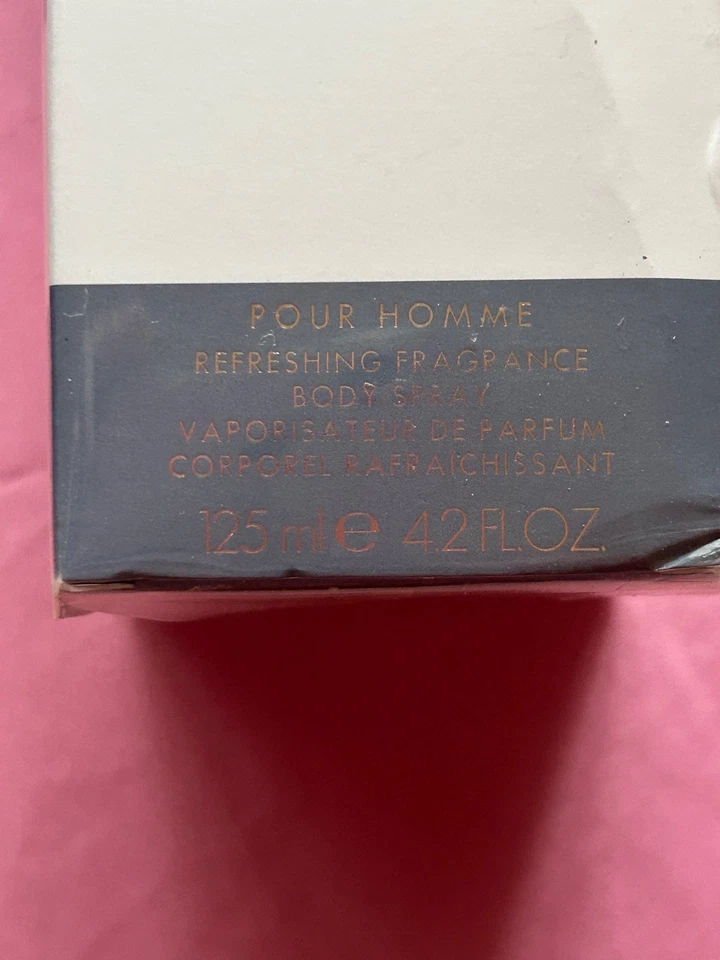 POUR HOMME
REFRESHING FRAGRANCE
BODY SPRAY
VAPORISATEUR DE PARFUM
CORPOREL RAFRAICHISSANT
125 ml e 4.2 FL.OZ.